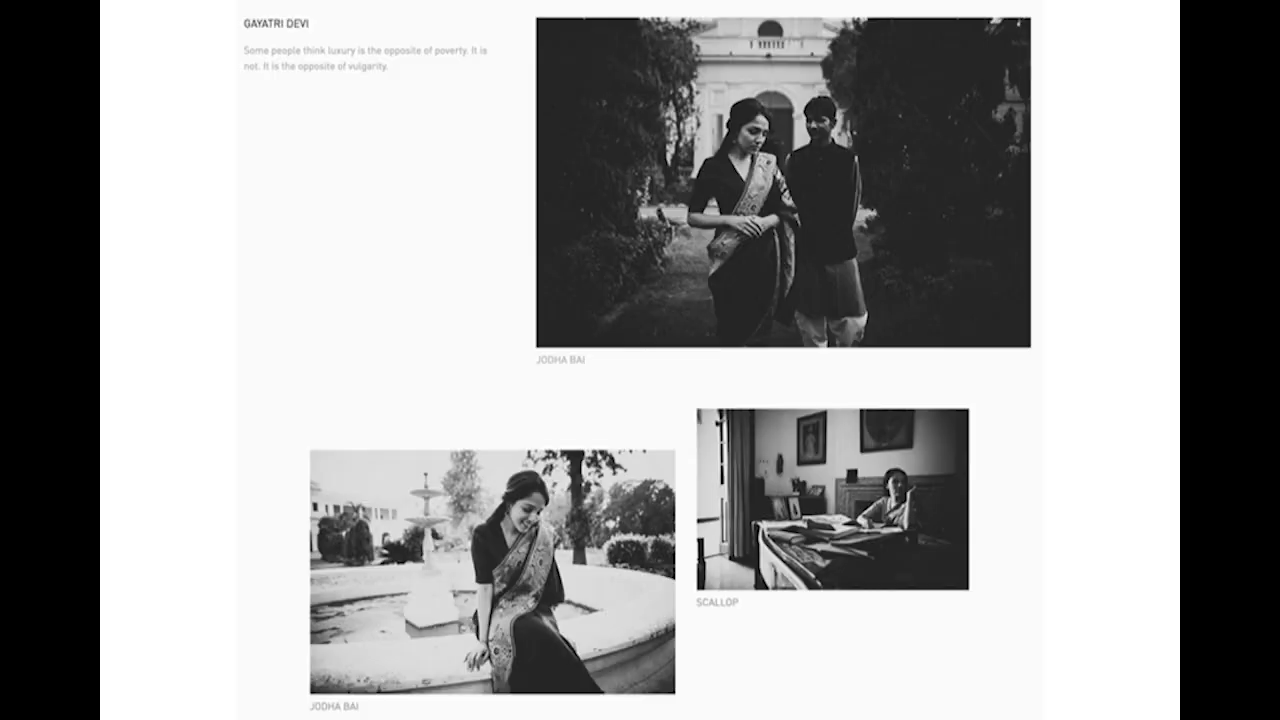 GAYATRI DEVI
Some people think luxury is the opposite of poverty. It is
not. It is the opposite of vulgarity.
JODHA BAI
SCALLOP
JODHA BAI